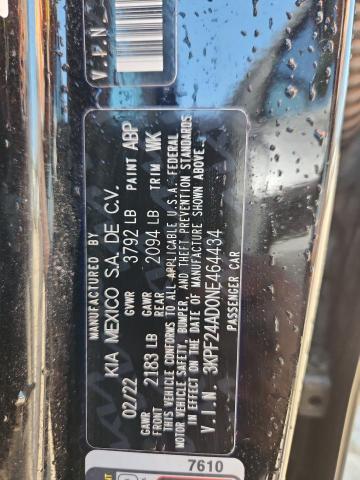 V.I.N.
MANUFACTURED BY
KIA MEXICO S.A. DE C.V.
02/22 GVWR 3792 LB PAINT ABP
GAWR FRONT 2183 LB GAWR REAR 2094 LB TRIM WK
THIS VEHICLE CONFORMS TO ALL APPLICABLE U.S.A. FEDERAL
MOTOR VEHICLE SAFETY, BUMPER, AND THEFT PREVENTION STANDARDS
IN EFFECT ON THE DATE OF MANUFACTURE SHOWN ABOVE.
V.I.N. 3KPF24AD0NE464434
PASSENGER CAR
7610